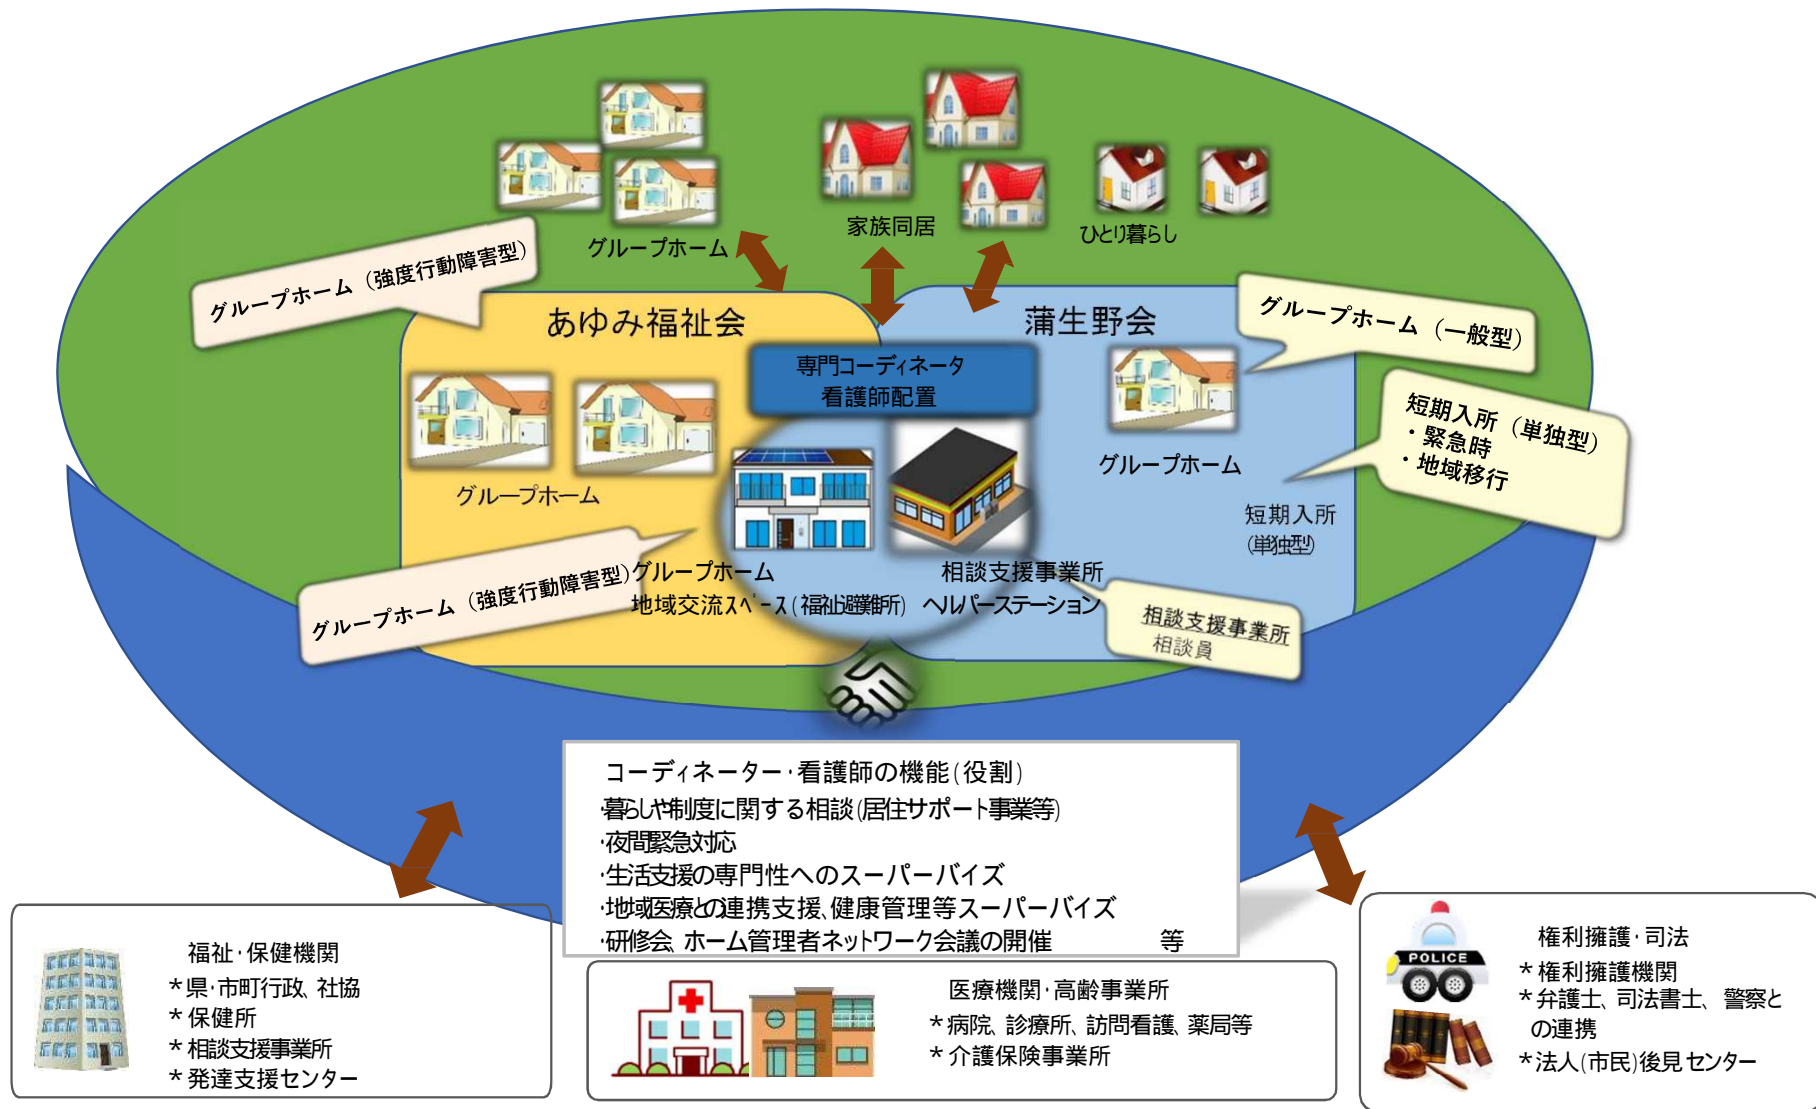 グループホーム
家族同居
ひとり暮らし
グループホーム（強度行動障害型）
あゆみ福祉会
蒲生野会
グループホーム（一般型）
専門コーディネータ
看護師配置
短期入所（単独型）
・緊急時
・地域移行
グループホーム
グループホーム
短期入所
(単独型)
グループホーム（強度行動障害型）
グループホーム
地域交流スペース(福祉避難所)
相談支援事業所
ヘルパーステーション
相談支援事業所
相談員
コーディネーター・看護師の機能(役割)
・暮らしや制度に関する相談(居住サポート事業等)
・夜間緊急対応
・生活支援の専門性へのスーパーバイズ
・地域医療との連携支援、健康管理等スーパーバイズ
・研修会、ホーム管理者ネットワーク会議の開催　　　　等
福祉・保健機関
*県・市町行政、社協
*保健所
*相談支援事業所
*発達支援センター
医療機関・高齢事業所
*病院、診療所、訪問看護、薬局等
*介護保険事業所
POLICE
権利擁護・司法
*権利擁護機関
*弁護士、司法書士、警察と
の連携
*法人(市民)後見センター